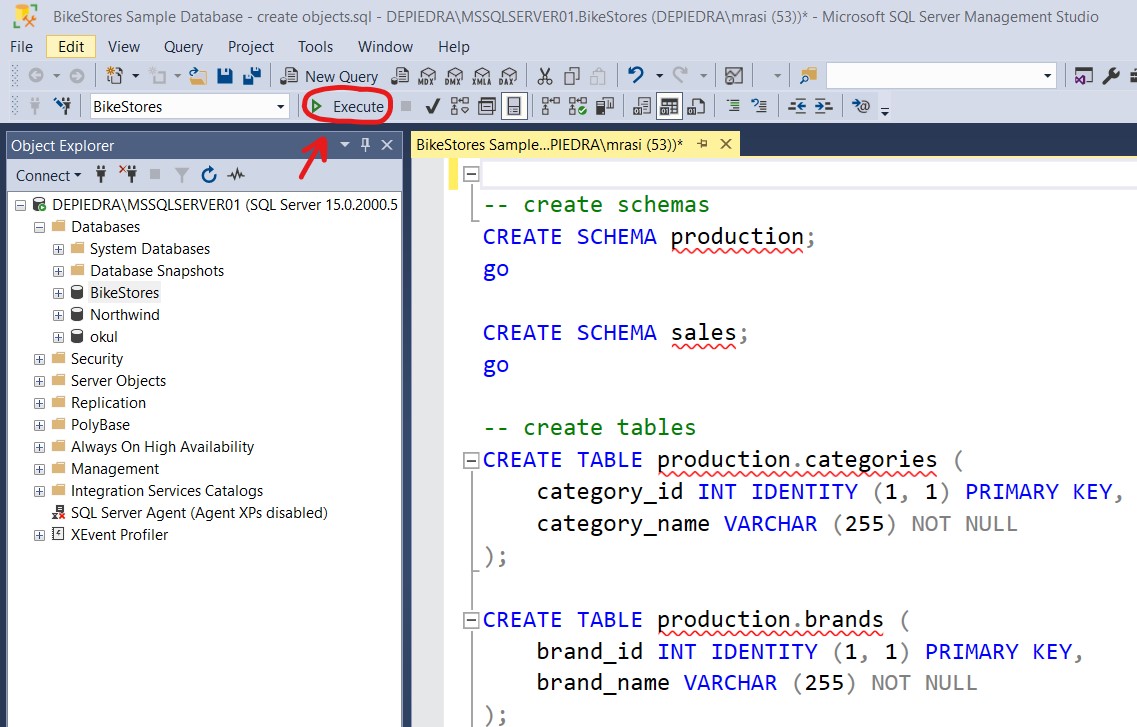 BikeStores Sample Database - create objects.sql - DEPIEDRA\MSSQLSERVER01.BikeStores (DEPIEDRA\mrasi (53))* - Microsoft SQL Server Management Studio
File Edit View Query Project Tools Window Help
New Query MDX DMX XMLA DAX
BikeStores Execute
Object Explorer
BikeStores Sample...PIEDRA\mrasi (53))*
Connect
DEPIEDRA\MSSQLSERVER01 (SQL Server 15.0.2000.5
Databases
System Databases
Database Snapshots
BikeStores
Northwind
okul
Security
Server Objects
Replication
PolyBase
Always On High Availability
Management
Integration Services Catalogs
SQL Server Agent (Agent XPs disabled)
XEvent Profiler
-- create schemas
CREATE SCHEMA production;
go
CREATE SCHEMA sales;
go
-- create tables
CREATE TABLE production.categories (
category_id INT IDENTITY (1, 1) PRIMARY KEY,
category_name VARCHAR (255) NOT NULL
);
CREATE TABLE production.brands (
brand_id INT IDENTITY (1, 1) PRIMARY KEY,
brand_name VARCHAR (255) NOT NULL
);